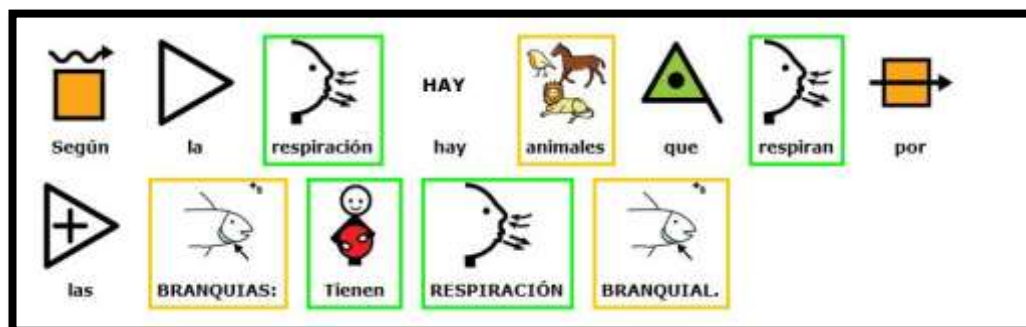 HAY
Según la respiración hay animales que respiran por
las BRANQUIAS: Tienen RESPIRACIÓN BRANQUIAL.